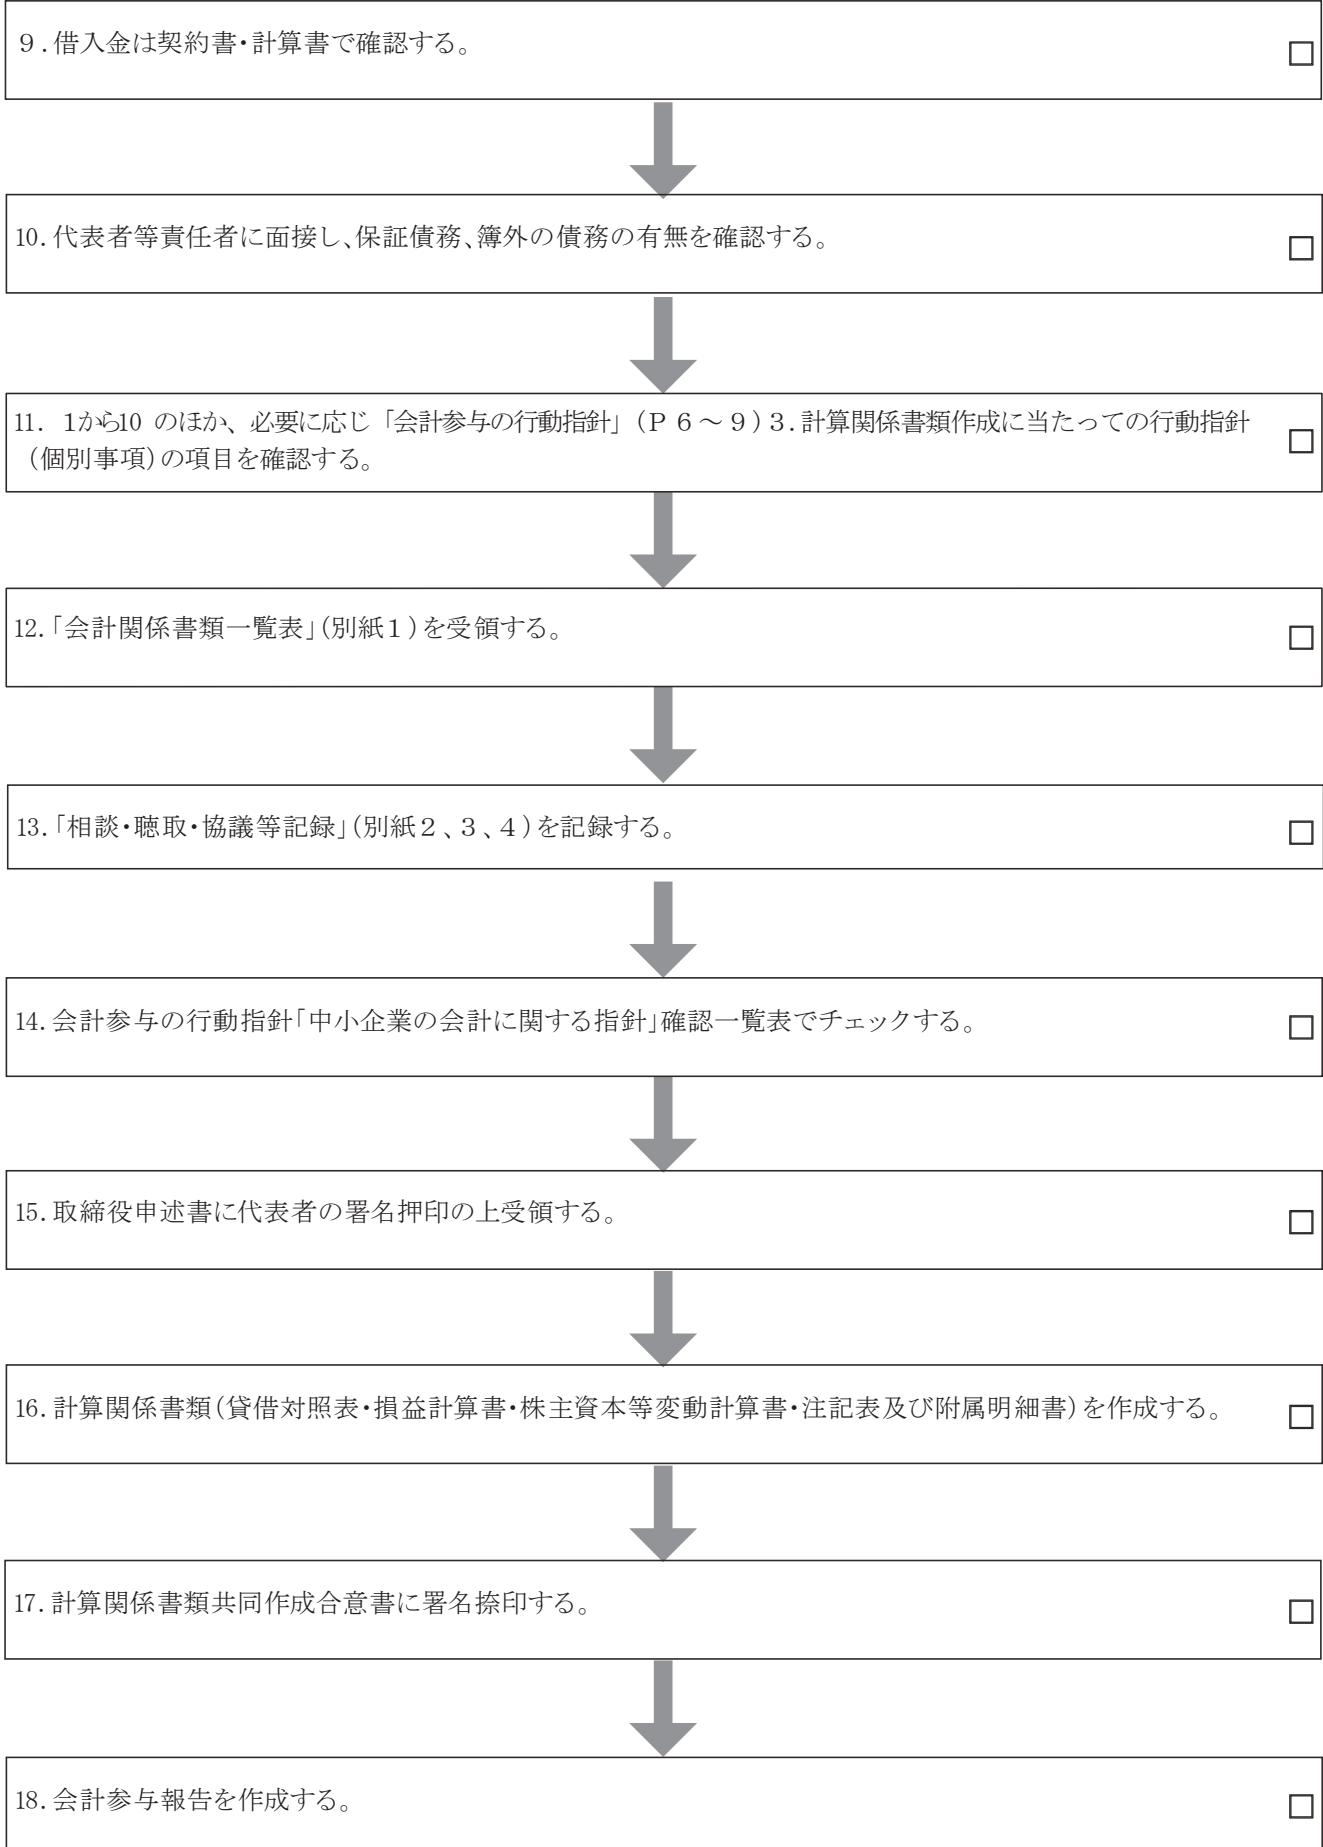 ９．借入金は契約書・計算書で確認する。
□
10．代表者等責任者に面接し、保証債務、簿外の債務の有無を確認する。
□
11． 1から10 のほか、必要に応じ「会計参与の行動指針」（Ｐ６～９）３．計算関係書類作成に当たっての行動指針
（個別事項）の項目を確認する。
□
12．「会計関係書類一覧表」（別紙１）を受領する。
□
13．「相談・聴取・協議等記録」（別紙２、３、４）を記録する。
□
14．会計参与の行動指針「中小企業の会計に関する指針」確認一覧表でチェックする。
□
15．取締役申述書に代表者の署名押印の上受領する。
□
16．計算関係書類（貸借対照表・損益計算書・株主資本等変動計算書・注記表及び附属明細書）を作成する。
□
17．計算関係書類共同作成合意書に署名捺印する。
□
18．会計参与報告を作成する。
□